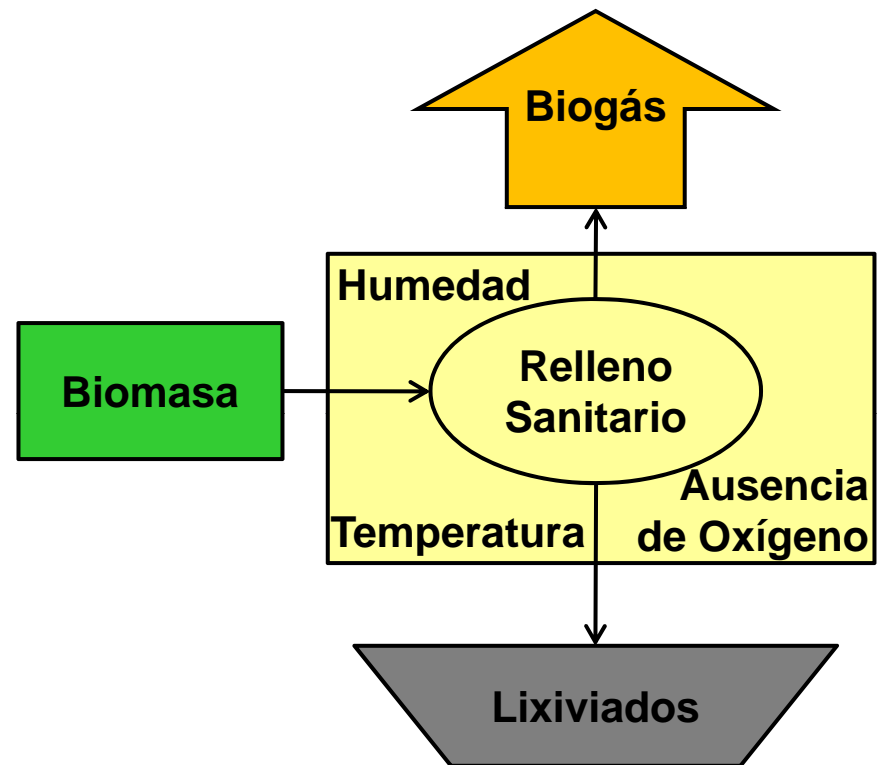 Biogás
Humedad
Biomasa
Relleno
Sanitario
Ausencia
de Oxígeno
Temperatura
Lixiviados